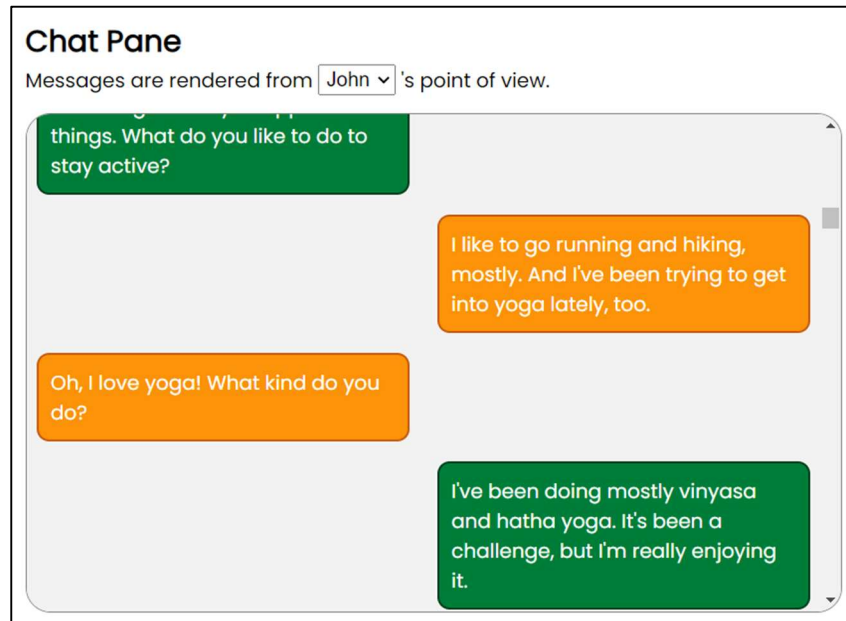 Chat Pane
Messages are rendered from John 's point of view.
things. What do you like to do to
stay active?
I like to go running and hiking,
mostly. And I've been trying to get
into yoga lately, too.
Oh, I love yoga! What kind do you
do?
I've been doing mostly vinyasa
and hatha yoga. It's been a
challenge, but I'm really enjoying
it.